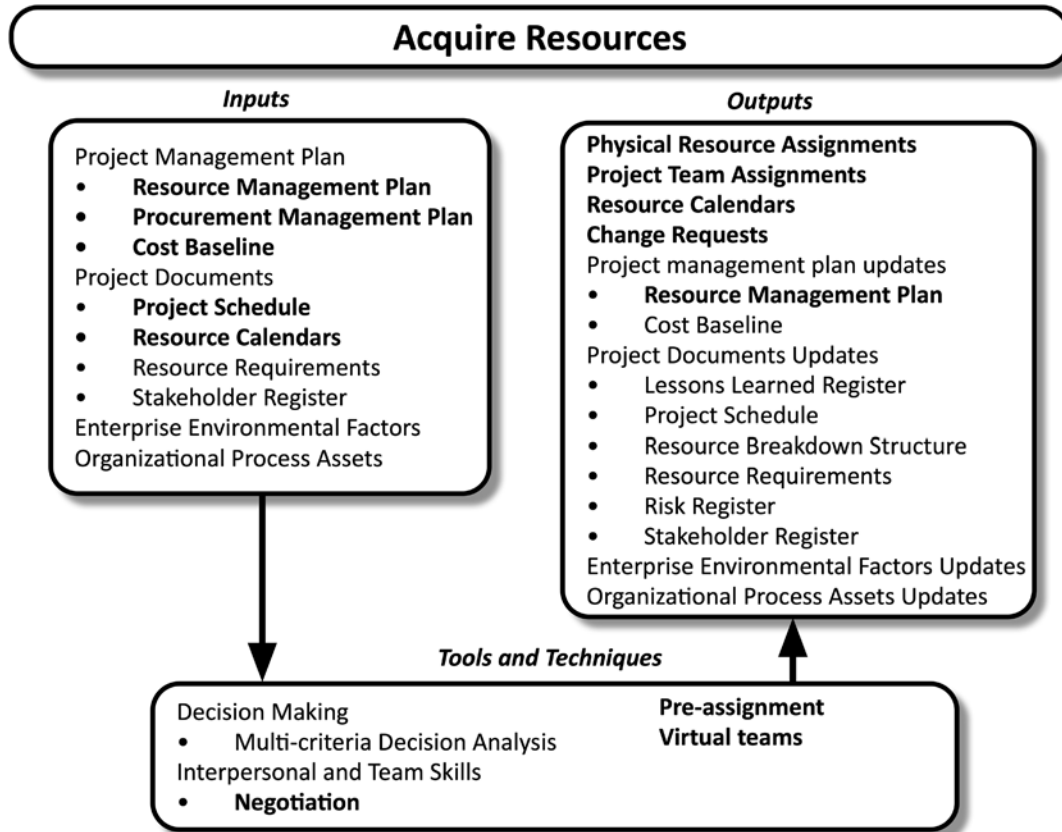 Acquire Resources
Inputs
Project Management Plan
• Resource Management Plan
• Procurement Management Plan
• Cost Baseline
Project Documents
• Project Schedule
• Resource Calendars
• Resource Requirements
• Stakeholder Register
Enterprise Environmental Factors
Organizational Process Assets
Outputs
Physical Resource Assignments
Project Team Assignments
Resource Calendars
Change Requests
Project management plan updates
• Resource Management Plan
• Cost Baseline
Project Documents Updates
• Lessons Learned Register
• Project Schedule
• Resource Breakdown Structure
• Resource Requirements
• Risk Register
• Stakeholder Register
Enterprise Environmental Factors Updates
Organizational Process Assets Updates
Tools and Techniques
Decision Making
• Multi-criteria Decision Analysis
Interpersonal and Team Skills
• Negotiation
Pre-assignment
Virtual teams